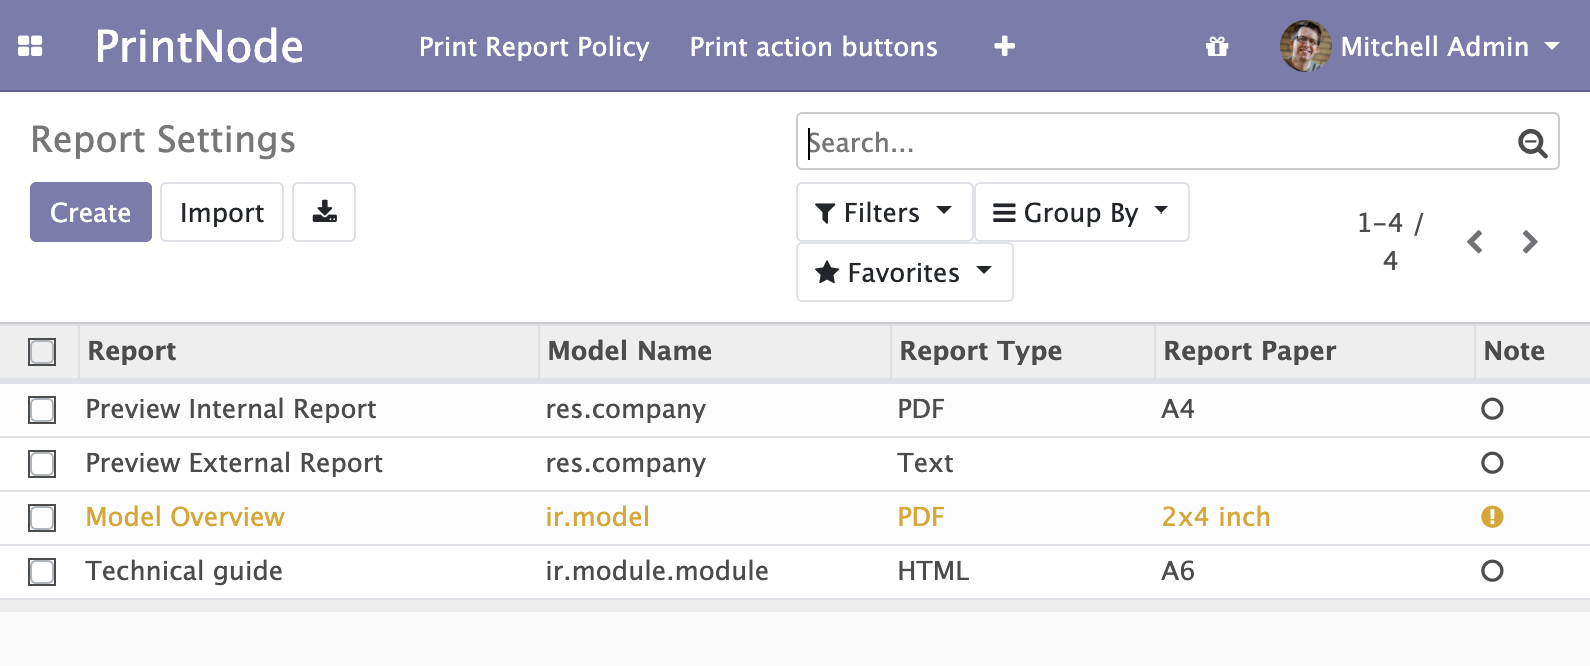 PrintNode Print Report Policy Print action buttons Mitchell Admin
Report Settings
Search...
Create Import
Filters Group By
1-4 / 4
Favorites
Report Model Name Report Type Report Paper Note
Preview Internal Report res.company PDF A4
Preview External Report res.company Text
Model Overview ir.model PDF 2x4 inch
Technical guide ir.module.module HTML A6